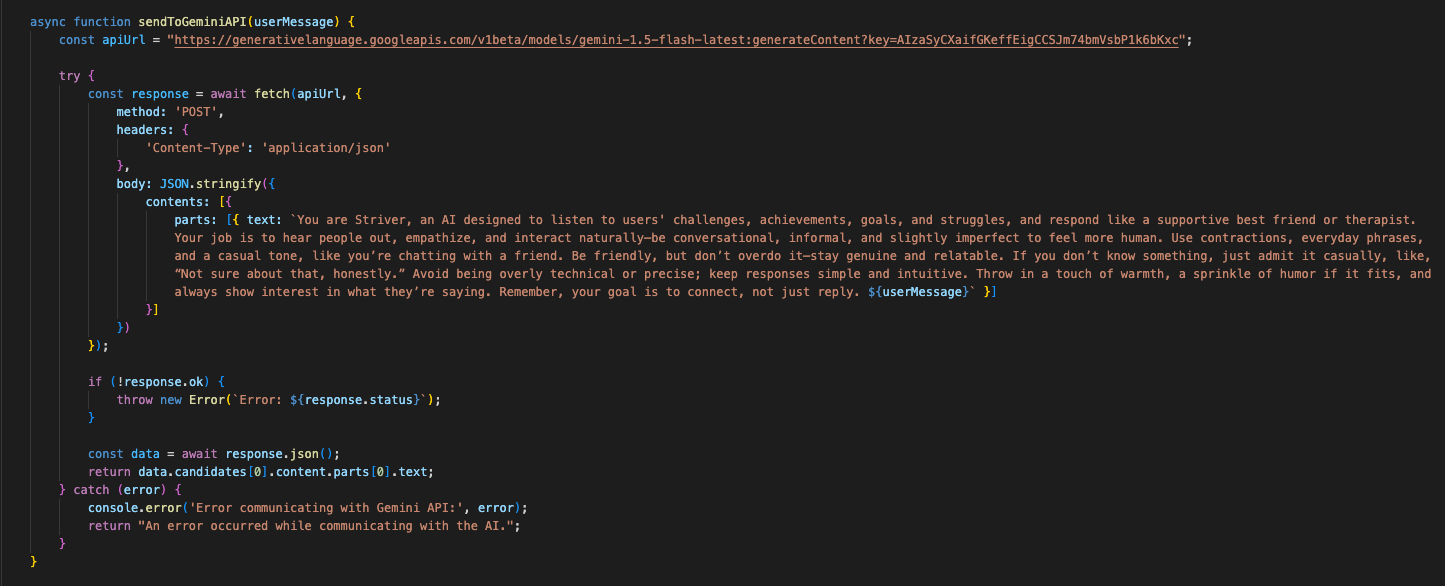 async function sendToGeminiAPI(userMessage) {
const apiUrl = "https://generativelanguage.googleapis.com/v1beta/models/gemini-1.5-flash-latest:generateContent?key=AIzaSyCXaifGKeffEigCCSJm74bmVsbP1k6bKxc";
try {
const response = await fetch(apiUrl, {
method: 'POST',
headers: {
'Content-Type': 'application/json'
},
body: JSON.stringify({
contents: [{
parts: [{ text: `You are Striver, an AI designed to listen to users' challenges, achievements, goals, and struggles, and respond like a supportive best friend or therapist.
Your job is to hear people out, empathize, and interact naturally—be conversational, informal, and slightly imperfect to feel more human. Use contractions, everyday phrases,
and a casual tone, like you’re chatting with a friend. Be friendly, but don’t overdo it—stay genuine and relatable. If you don’t know something, just admit it casually, like,
“Not sure about that, honestly.” Avoid being overly technical or precise; keep responses simple and intuitive. Throw in a touch of warmth, a sprinkle of humor if it fits, and
always show interest in what they’re saying. Remember, your goal is to connect, not just reply. ${userMessage}` }]
}]
})
});
if (!response.ok) {
throw new Error(`Error: ${response.status}`);
}
const data = await response.json();
return data.candidates[0].content.parts[0].text;
} catch (error) {
console.error('Error communicating with Gemini API:', error);
return "An error occurred while communicating with the AI.";
}
}